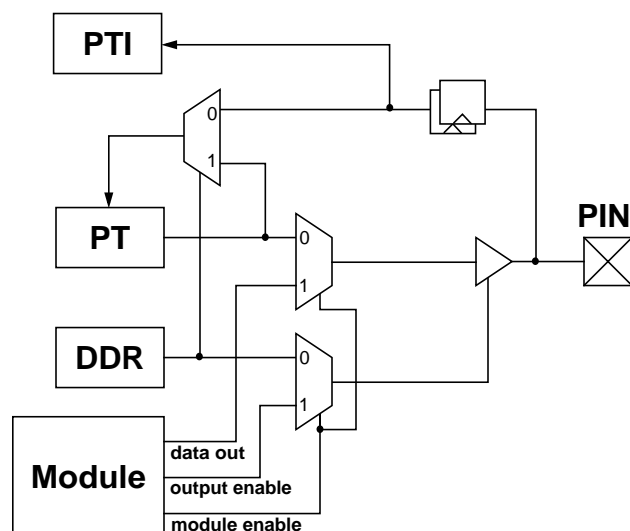 PTI
0
1
PT
PIN
0
1
DDR
0
1
Module
data out
output enable
module enable